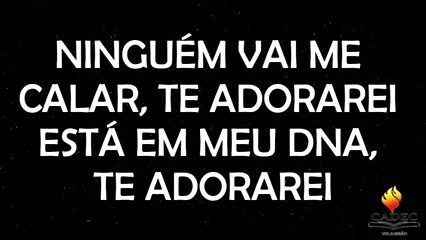 NINGUÉM VAI ME
CALAR, TE ADORAREI
ESTÁ EM MEU DNA,
TE ADORAREI
CADEC